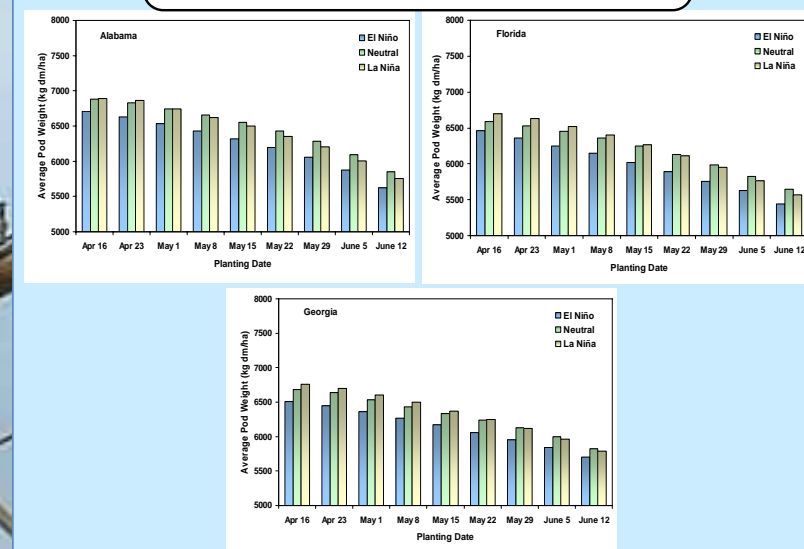 Alabama
El Niño
Neutral
La Niña
Average Pod Weight (kg dm/ha)
8000
7500
7000
6500
6000
5500
5000
Apr 16 Apr 23 May 1 May 8 May 15 May 22 May 29 June 5 June 12
Planting Date
Florida
El Niño
Neutral
La Niña
Average Pod Weight (kg dm/ha)
8000
7500
7000
6500
6000
5500
5000
Apr 16 Apr 23 May 1 May 8 May 15 May 22 May 29 June 5 June 12
Planting Date
Georgia
El Niño
Neutral
La Niña
Average Pod Weight (kg dm/ha)
8000
7500
7000
6500
6000
5500
5000
Apr 16 Apr 23 May 1 May 8 May 15 May 22 May 29 June 5 June 12
Planting Date